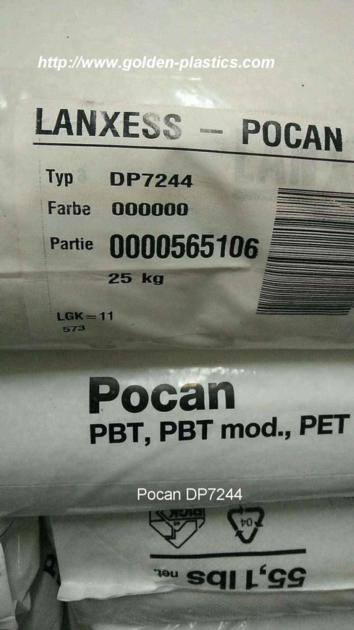 http://www.golden-plastics.com
LANXESS - POCAN
Typ DP7244
Farbe 000000
Partie 0000565106
25 kg
LGK=11
573
Pocan
PBT, PBT mod., PET
Pocan DP7244
04
55,1 lbs net.